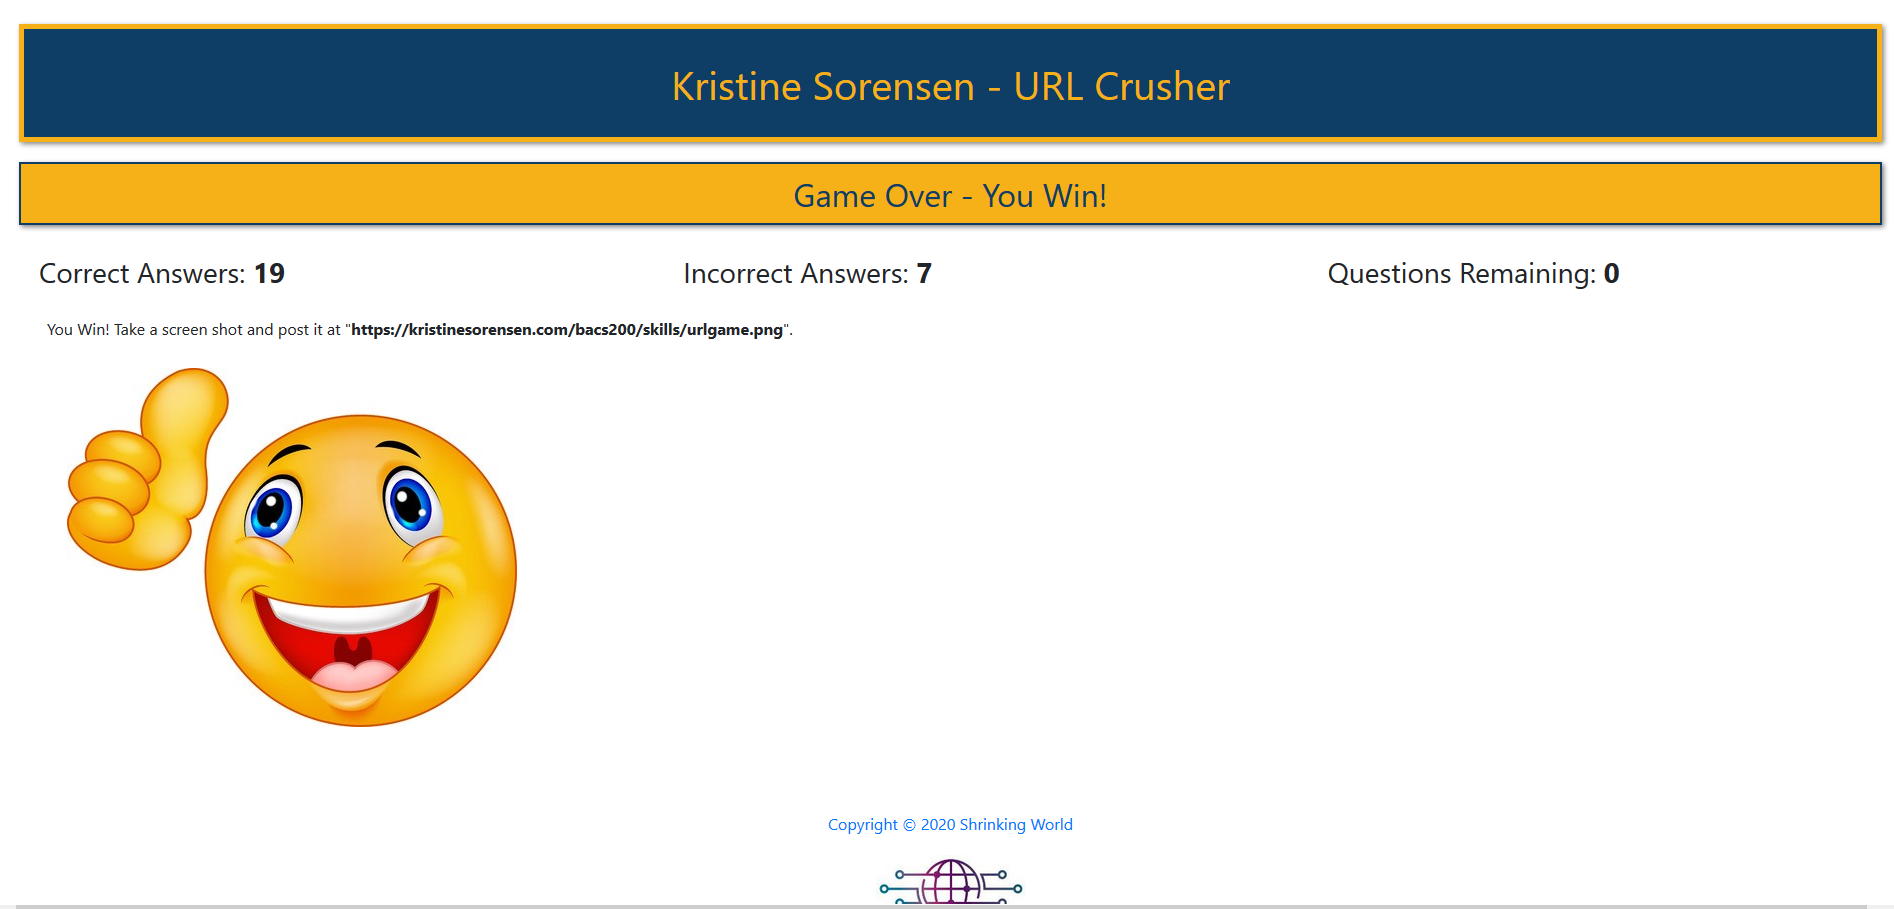 Kristine Sorensen - URL Crusher
Game Over - You Win!
Correct Answers: 19
Incorrect Answers: 7
Questions Remaining: 0
You Win! Take a screen shot and post it at "https://kristinesorensen.com/bacs200/skills/urlgame.png".
Copyright © 2020 Shrinking World